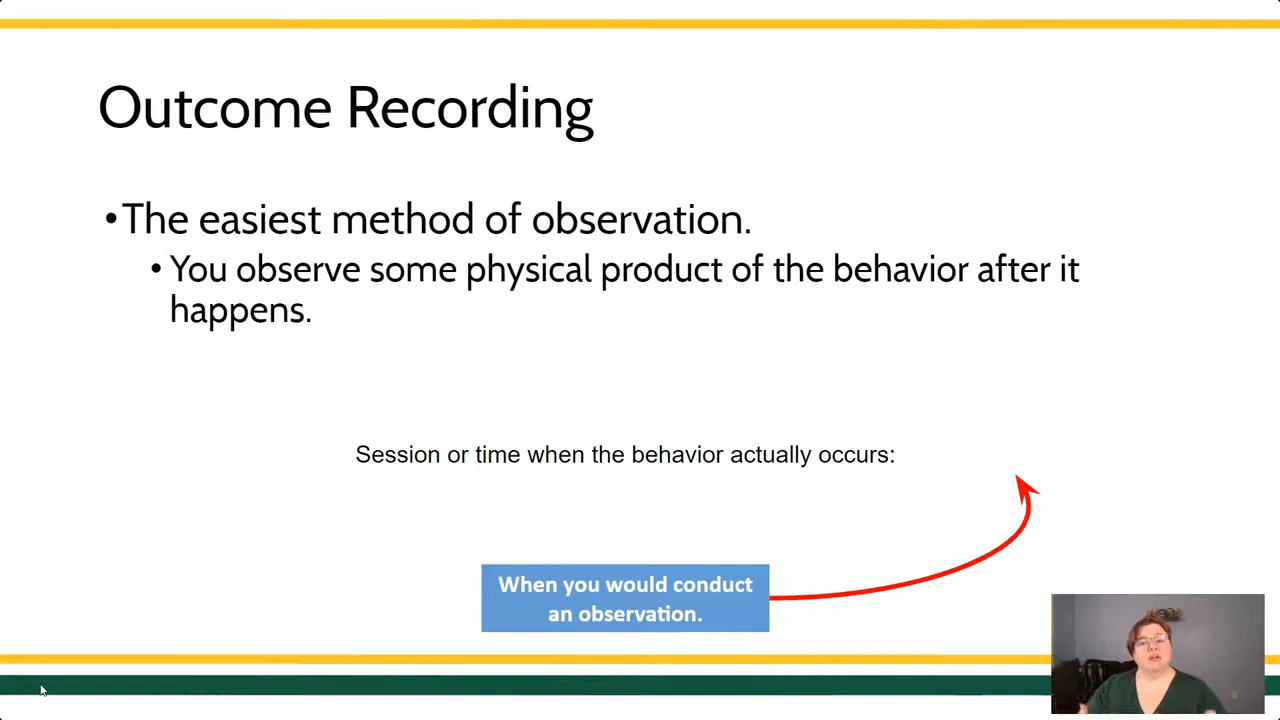 Outcome Recording
•The easiest method of observation.
• You observe some physical product of the behavior after it
happens.
Session or time when the behavior actually occurs:
When you would conduct
an observation.